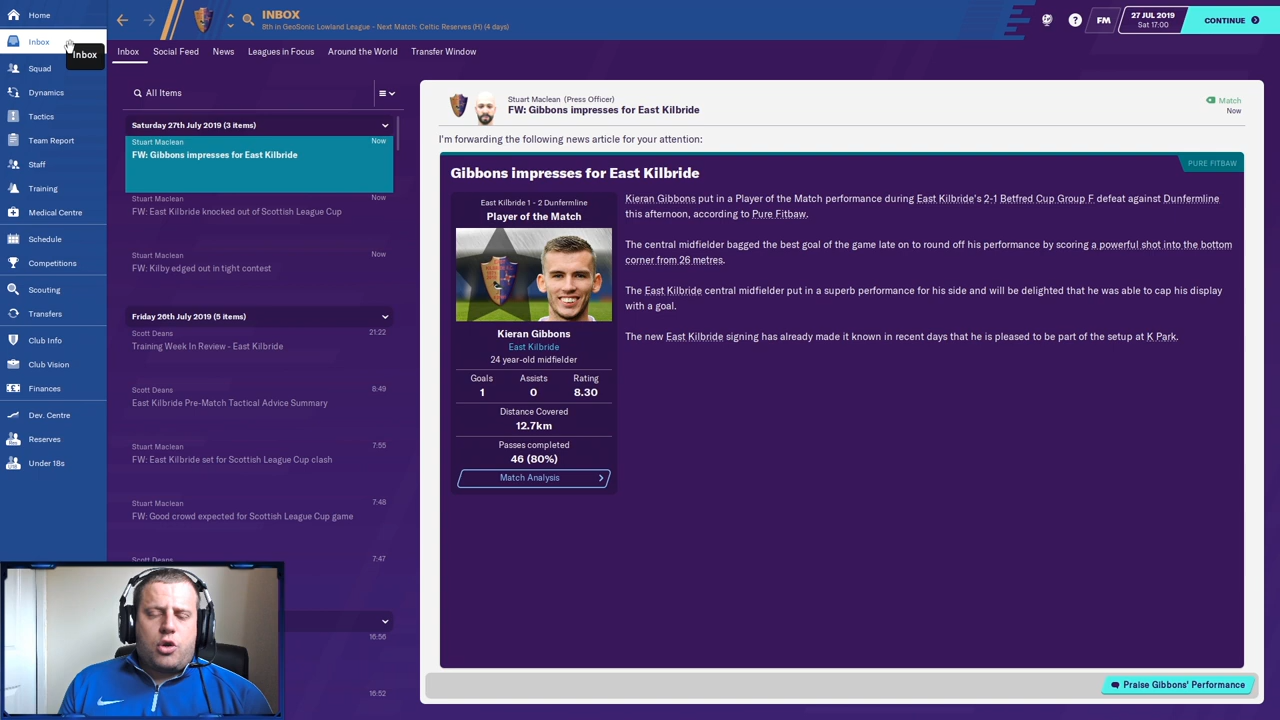 Home
Inbox
Inbox
Squad
Dynamics
Tactics
Team Report
Staff
Training
Medical Centre
Schedule
Competitions
Scouting
Transfers
Club Info
Club Vision
Finances
Dev. Centre
Reserves
Under 18s
INBOX
8th in GeoSonic Lowland League - Next Match: Celtic Reserves (H) (4 days)
FM
27 JUL 2019
Sat 17:00
CONTINUE
Inbox Social Feed News Leagues in Focus Around the World Transfer Window
All Items
Saturday 27th July 2019 (3 items)
Stuart Maclean Now
FW: Gibbons impresses for East Kilbride
Stuart Maclean Now
FW: East Kilbride knocked out of Scottish League Cup
Stuart Maclean Now
FW: Kilby edged out in tight contest
Friday 26th July 2019 (5 items)
Scott Deans 21:22
Training Week In Review - East Kilbride
Scott Deans 8:49
East Kilbride Pre-Match Tactical Advice Summary
Stuart Maclean 7:55
FW: East Kilbride set for Scottish League Cup clash
Stuart Maclean 7:48
FW: Good crowd expected for Scottish League Cup game
Scott Deans 7:47
16:56
16:52
Stuart Maclean (Press Officer)
FW: Gibbons impresses for East Kilbride
Match
Now
I'm forwarding the following news article for your attention:
PURE FITBAW
Gibbons impresses for East Kilbride
East Kilbride 1 - 2 Dunfermline
Player of the Match
Kieran Gibbons
East Kilbride
24 year-old midfielder
Goals Assists Rating
1 0 8.30
Distance Covered
12.7km
Passes completed
46 (80%)
Match Analysis
Kieran Gibbons put in a Player of the Match performance during East Kilbride's 2-1 Betfred Cup Group F defeat against Dunfermline
this afternoon, according to Pure Fitbaw.
The central midfielder bagged the best goal of the game late on to round off his performance by scoring a powerful shot into the bottom
corner from 26 metres.
The East Kilbride central midfielder put in a superb performance for his side and will be delighted that he was able to cap his display
with a goal.
The new East Kilbride signing has already made it known in recent days that he is pleased to be part of the setup at K Park.
Praise Gibbons' Performance